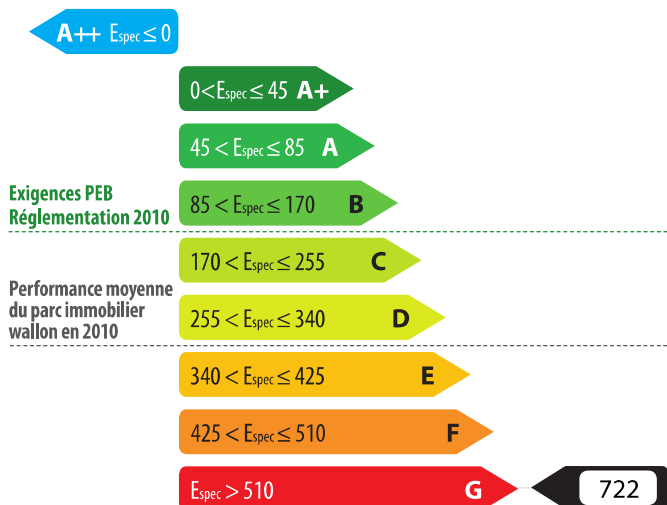 A++ Espec ≤ 0
0 < Espec ≤ 45 A+
45 < Espec ≤ 85 A
Exigences PEB
Réglementation 2010
85 < Espec ≤ 170 B
170 < Espec ≤ 255 C
Performance moyenne
du parc immobilier
wallon en 2010
255 < Espec ≤ 340 D
340 < Espec ≤ 425 E
425 < Espec ≤ 510 F
Espec > 510 G
722